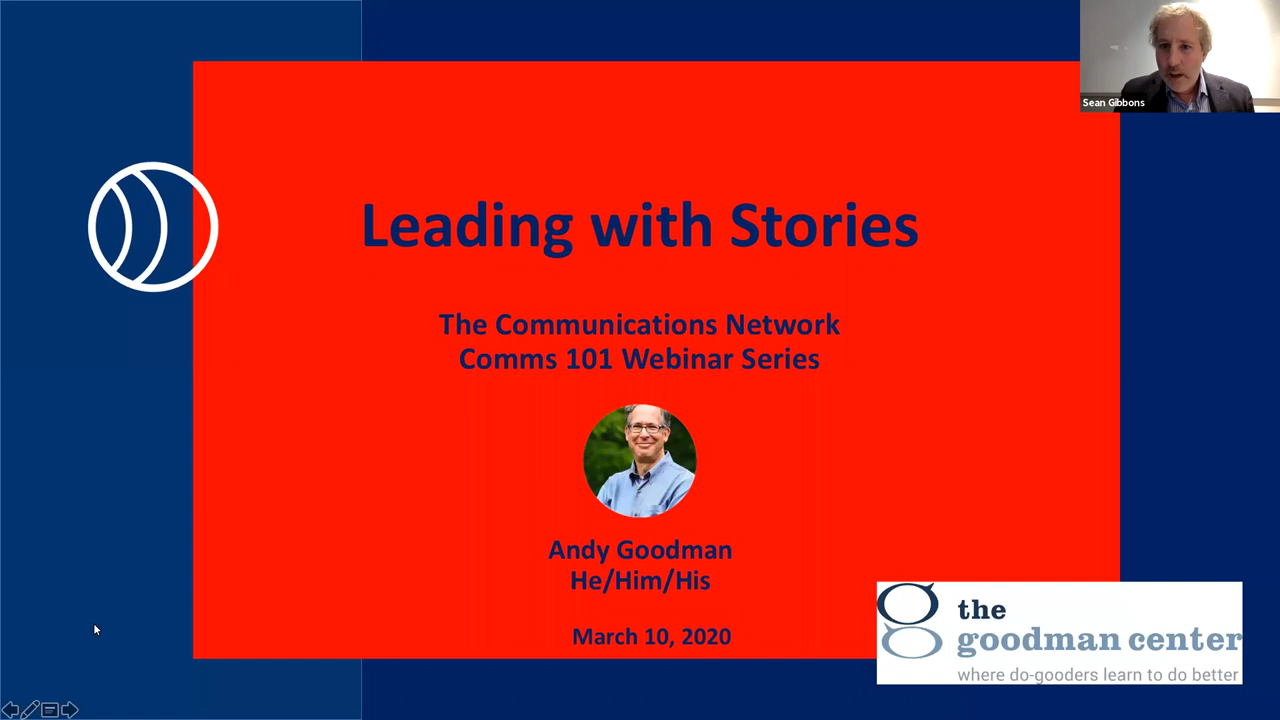 Sean Gibbons
Leading with Stories
The Communications Network
Comms 101 Webinar Series
Andy Goodman
He/Him/His
March 10, 2020
the
goodman center
where do-gooders learn to do better